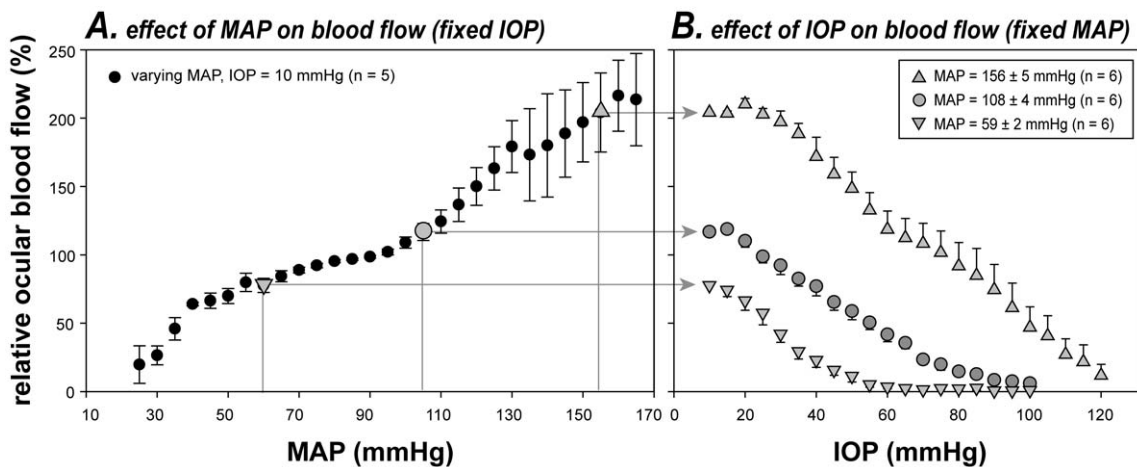 A. effect of MAP on blood flow (fixed IOP)
B. effect of IOP on blood flow (fixed MAP)
relative ocular blood flow (%)
250
200
150
100
50
0
varying MAP, IOP = 10 mmHg (n = 5)
MAP = 156 ± 5 mmHg (n = 6)
MAP = 108 ± 4 mmHg (n = 6)
MAP = 59 ± 2 mmHg (n = 6)
10 30 50 70 90 110 130 150 170
0 20 40 60 80 100 120
MAP (mmHg)
IOP (mmHg)